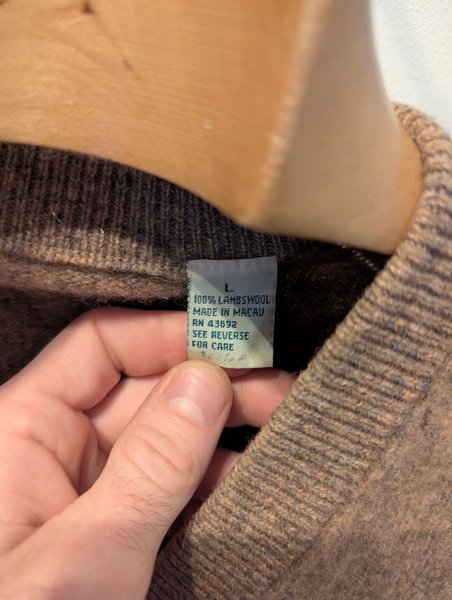 L
100% LAMBSWOOL
MADE IN MACAU
RN 43692
SEE REVERSE
FOR CARE